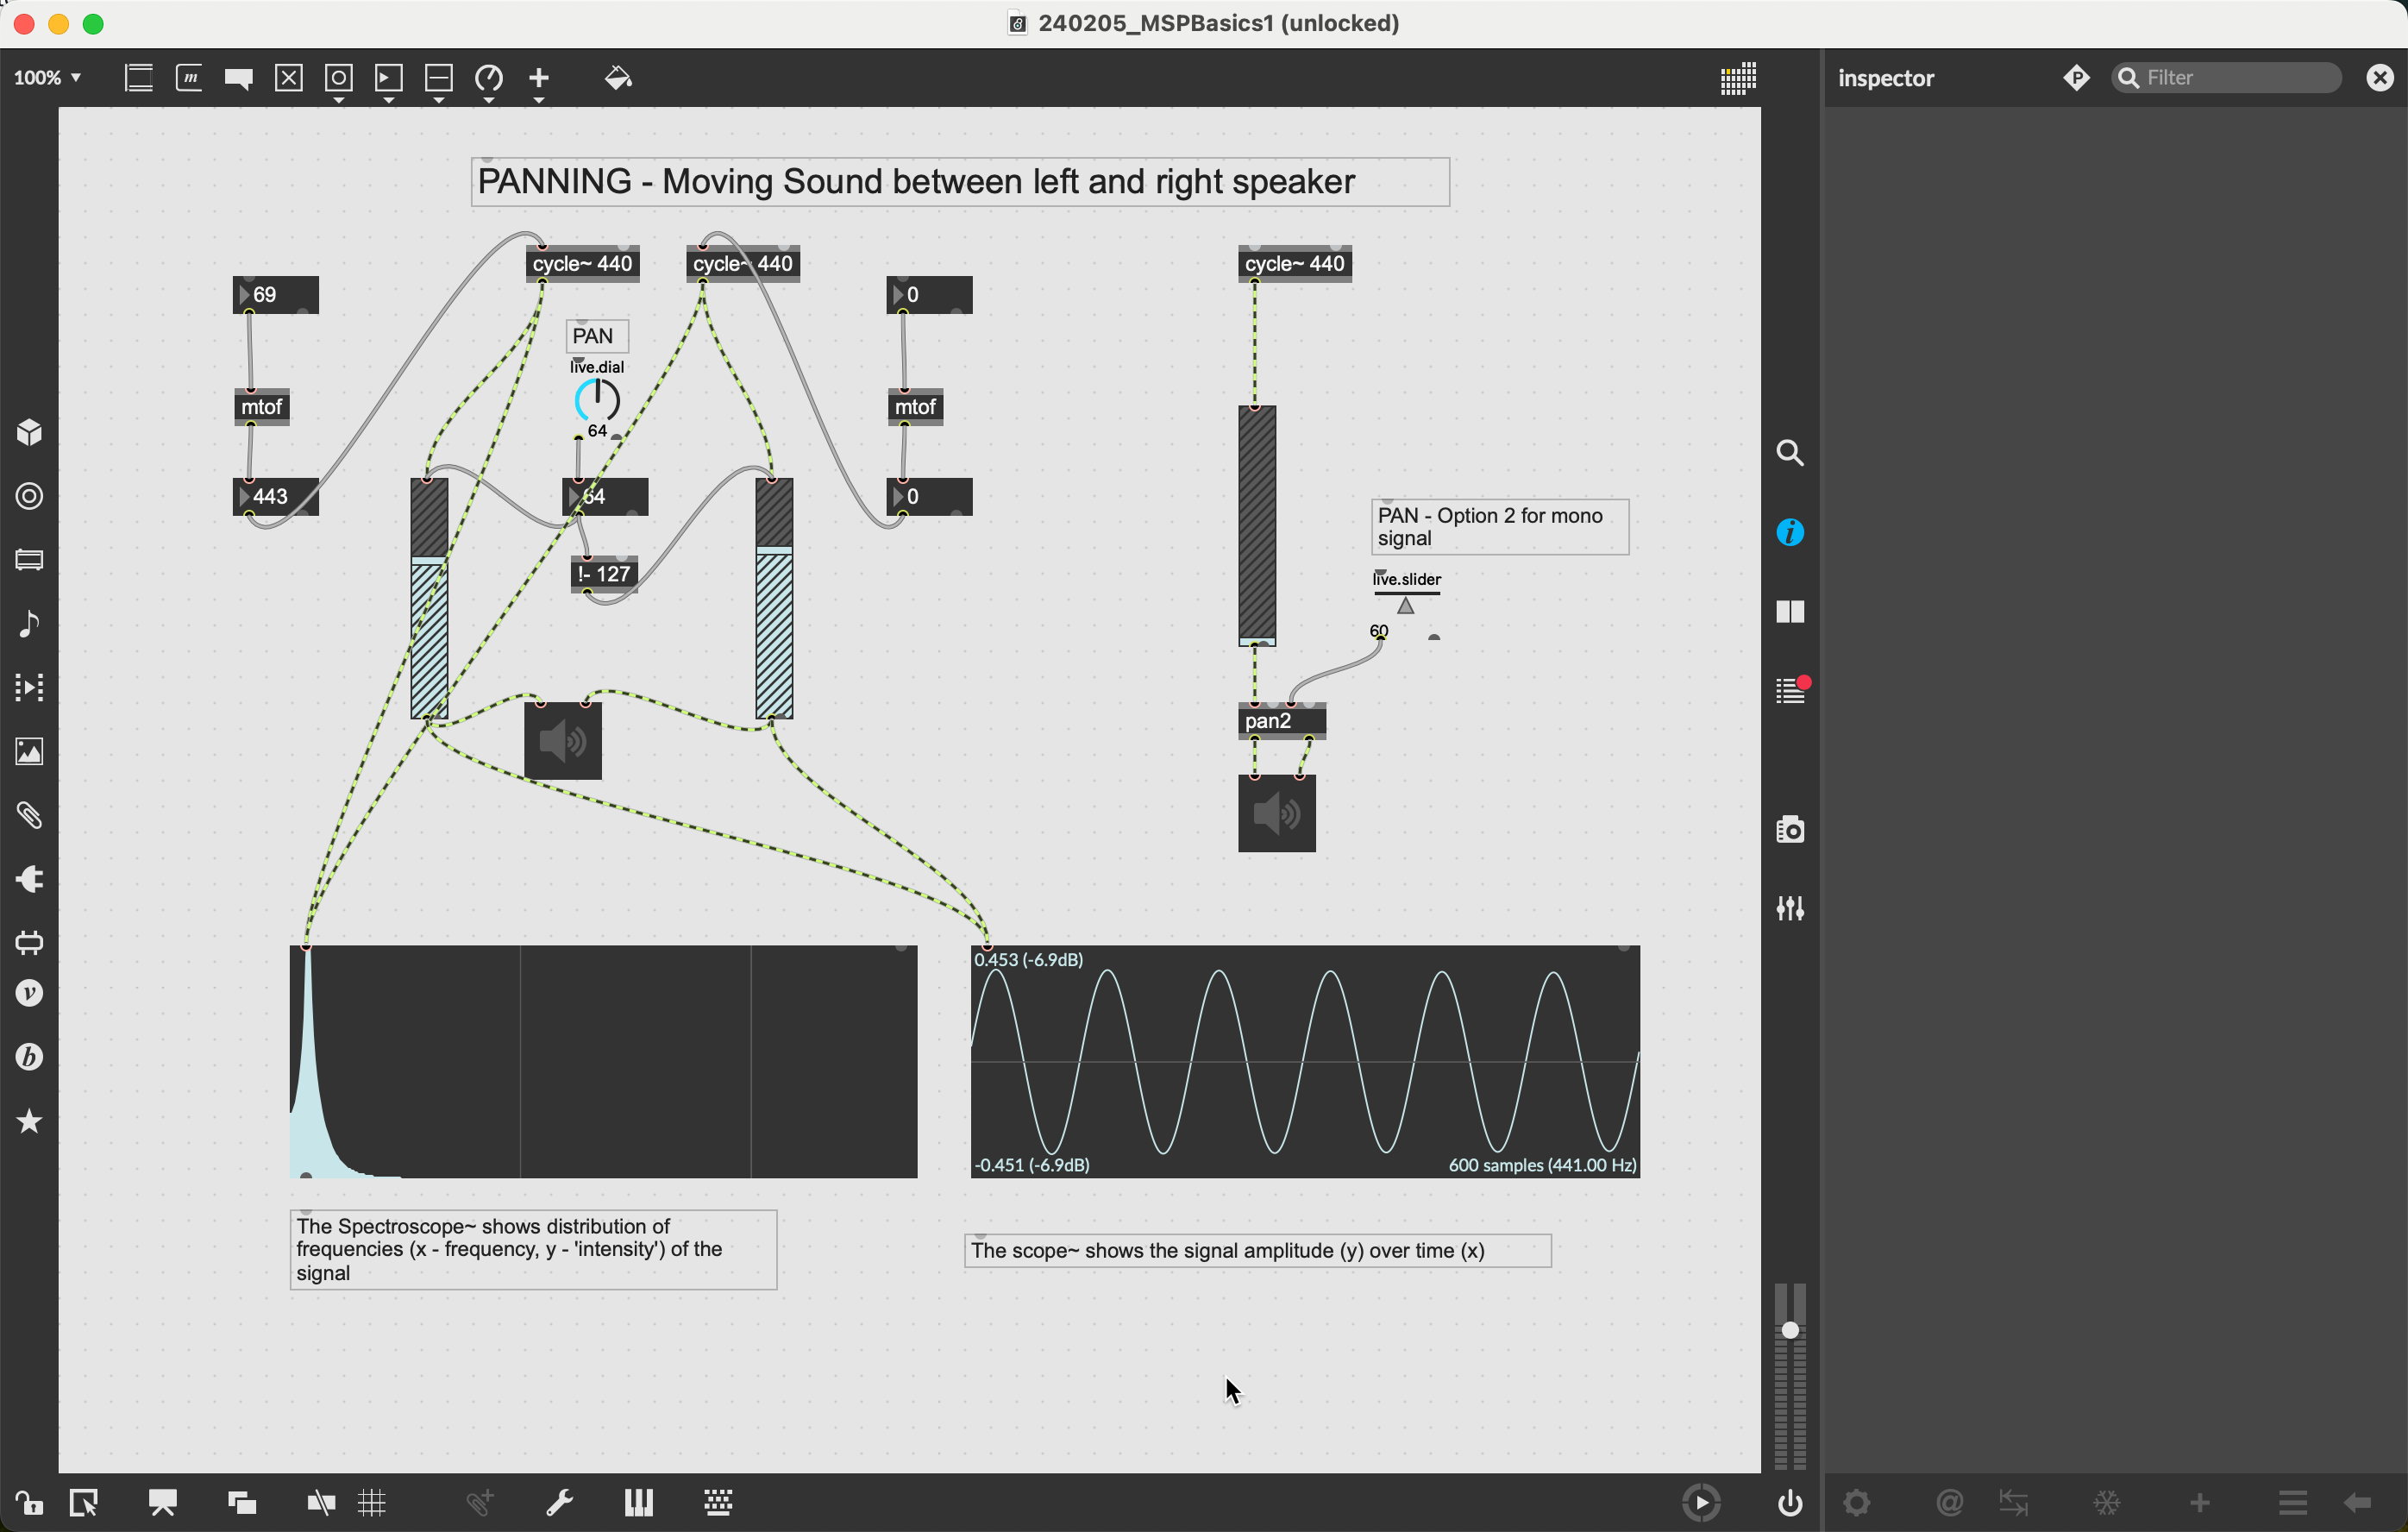 240205_MSPBasics1 (unlocked)
100%
m
inspector
P
Filter
PANNING - Moving Sound between left and right speaker
cycle~ 440
cycle~ 440
cycle~ 440
69
0
PAN
live.dial
64
mtof
mtof
443
64
0
!- 127
PAN - Option 2 for mono
signal
live.slider
60
pan2
i
v
b
0.453 (-6.9dB)
-0.451 (-6.9dB)
600 samples (441.00 Hz)
The Spectroscope~ shows distribution of
frequencies (x - frequency, y - 'intensity') of the
signal
The scope~ shows the signal amplitude (y) over time (x)
@